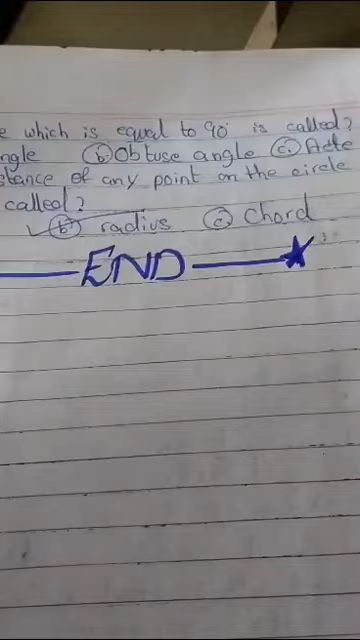 e which is equal to 90° is called?
ngle (b) Obtuse angle (c) Acte
stance of any point on the circle
called?
(b) radius (c) Chord
END